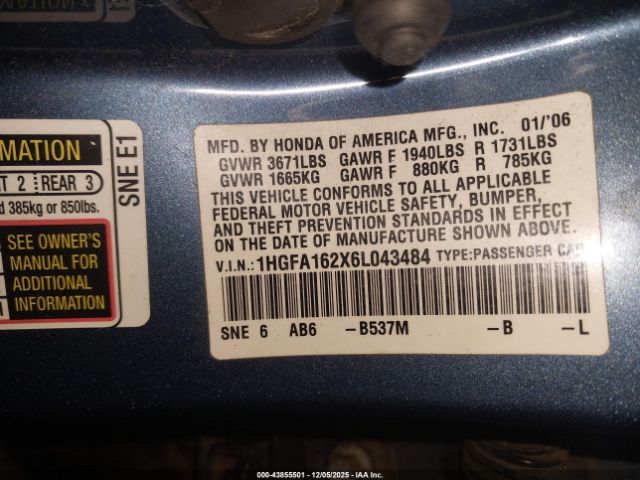 MFD. BY HONDA OF AMERICA MFG., INC. 01/'06
GVWR 3671LBS GAWR F 1940LBS R 1731LBS
GVWR 1665KG GAWR F 880KG R 785KG
THIS VEHICLE CONFORMS TO ALL APPLICABLE
FEDERAL MOTOR VEHICLE SAFETY, BUMPER,
AND THEFT PREVENTION STANDARDS IN EFFECT
ON THE DATE OF MANUFACTURE SHOWN ABOVE.
V.I.N.: 1HGFA162X6L043484 TYPE:PASSENGER CAR
SNE 6 AB6 -B537M -B -L
MATION
2 REAR 3
385kg or 850lbs.
SEE OWNER'S
MANUAL FOR
ADDITIONAL
INFORMATION
SNE E1
000-43855501 - 12/05/2025 - IAA Inc.